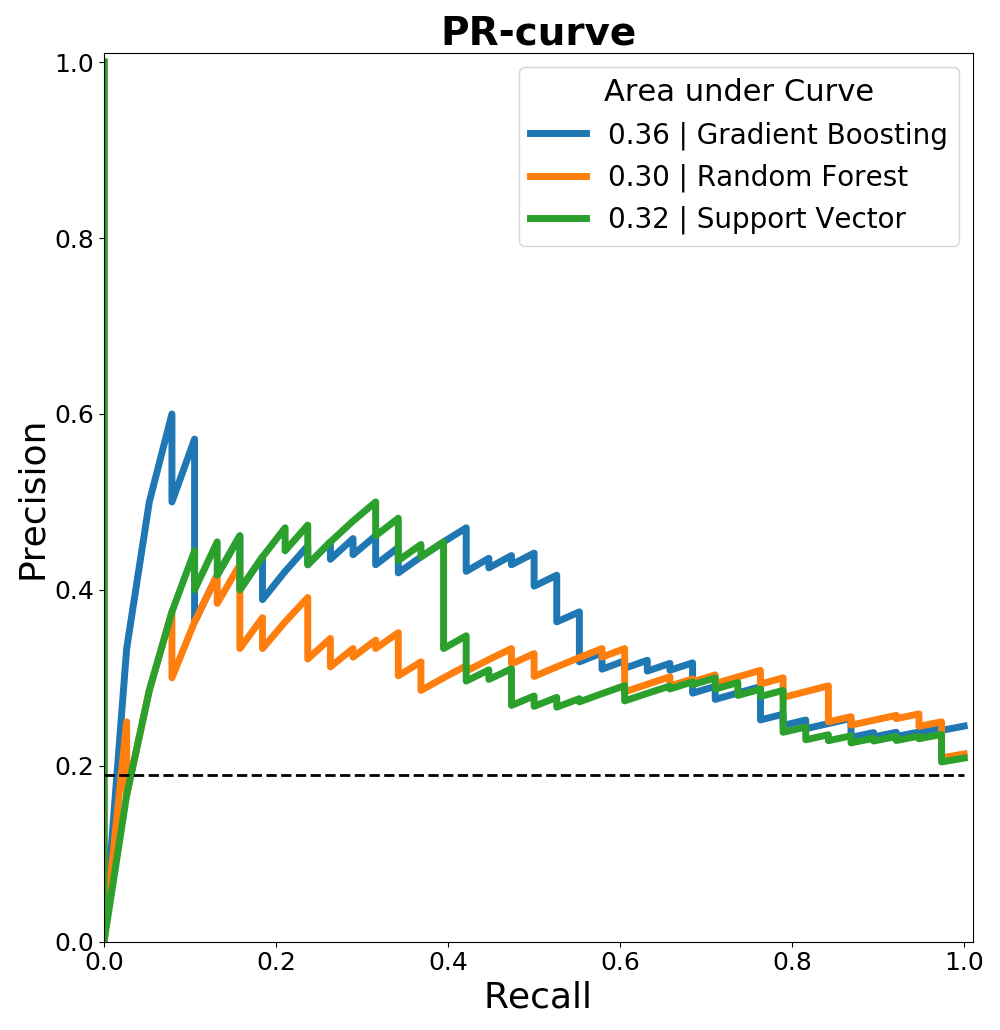 PR-curve
Area under Curve
0.36 | Gradient Boosting
0.30 | Random Forest
0.32 | Support Vector
Precision
1.0
0.8
0.6
0.4
0.2
0.0
0.0 0.2 0.4 0.6 0.8 1.0
Recall